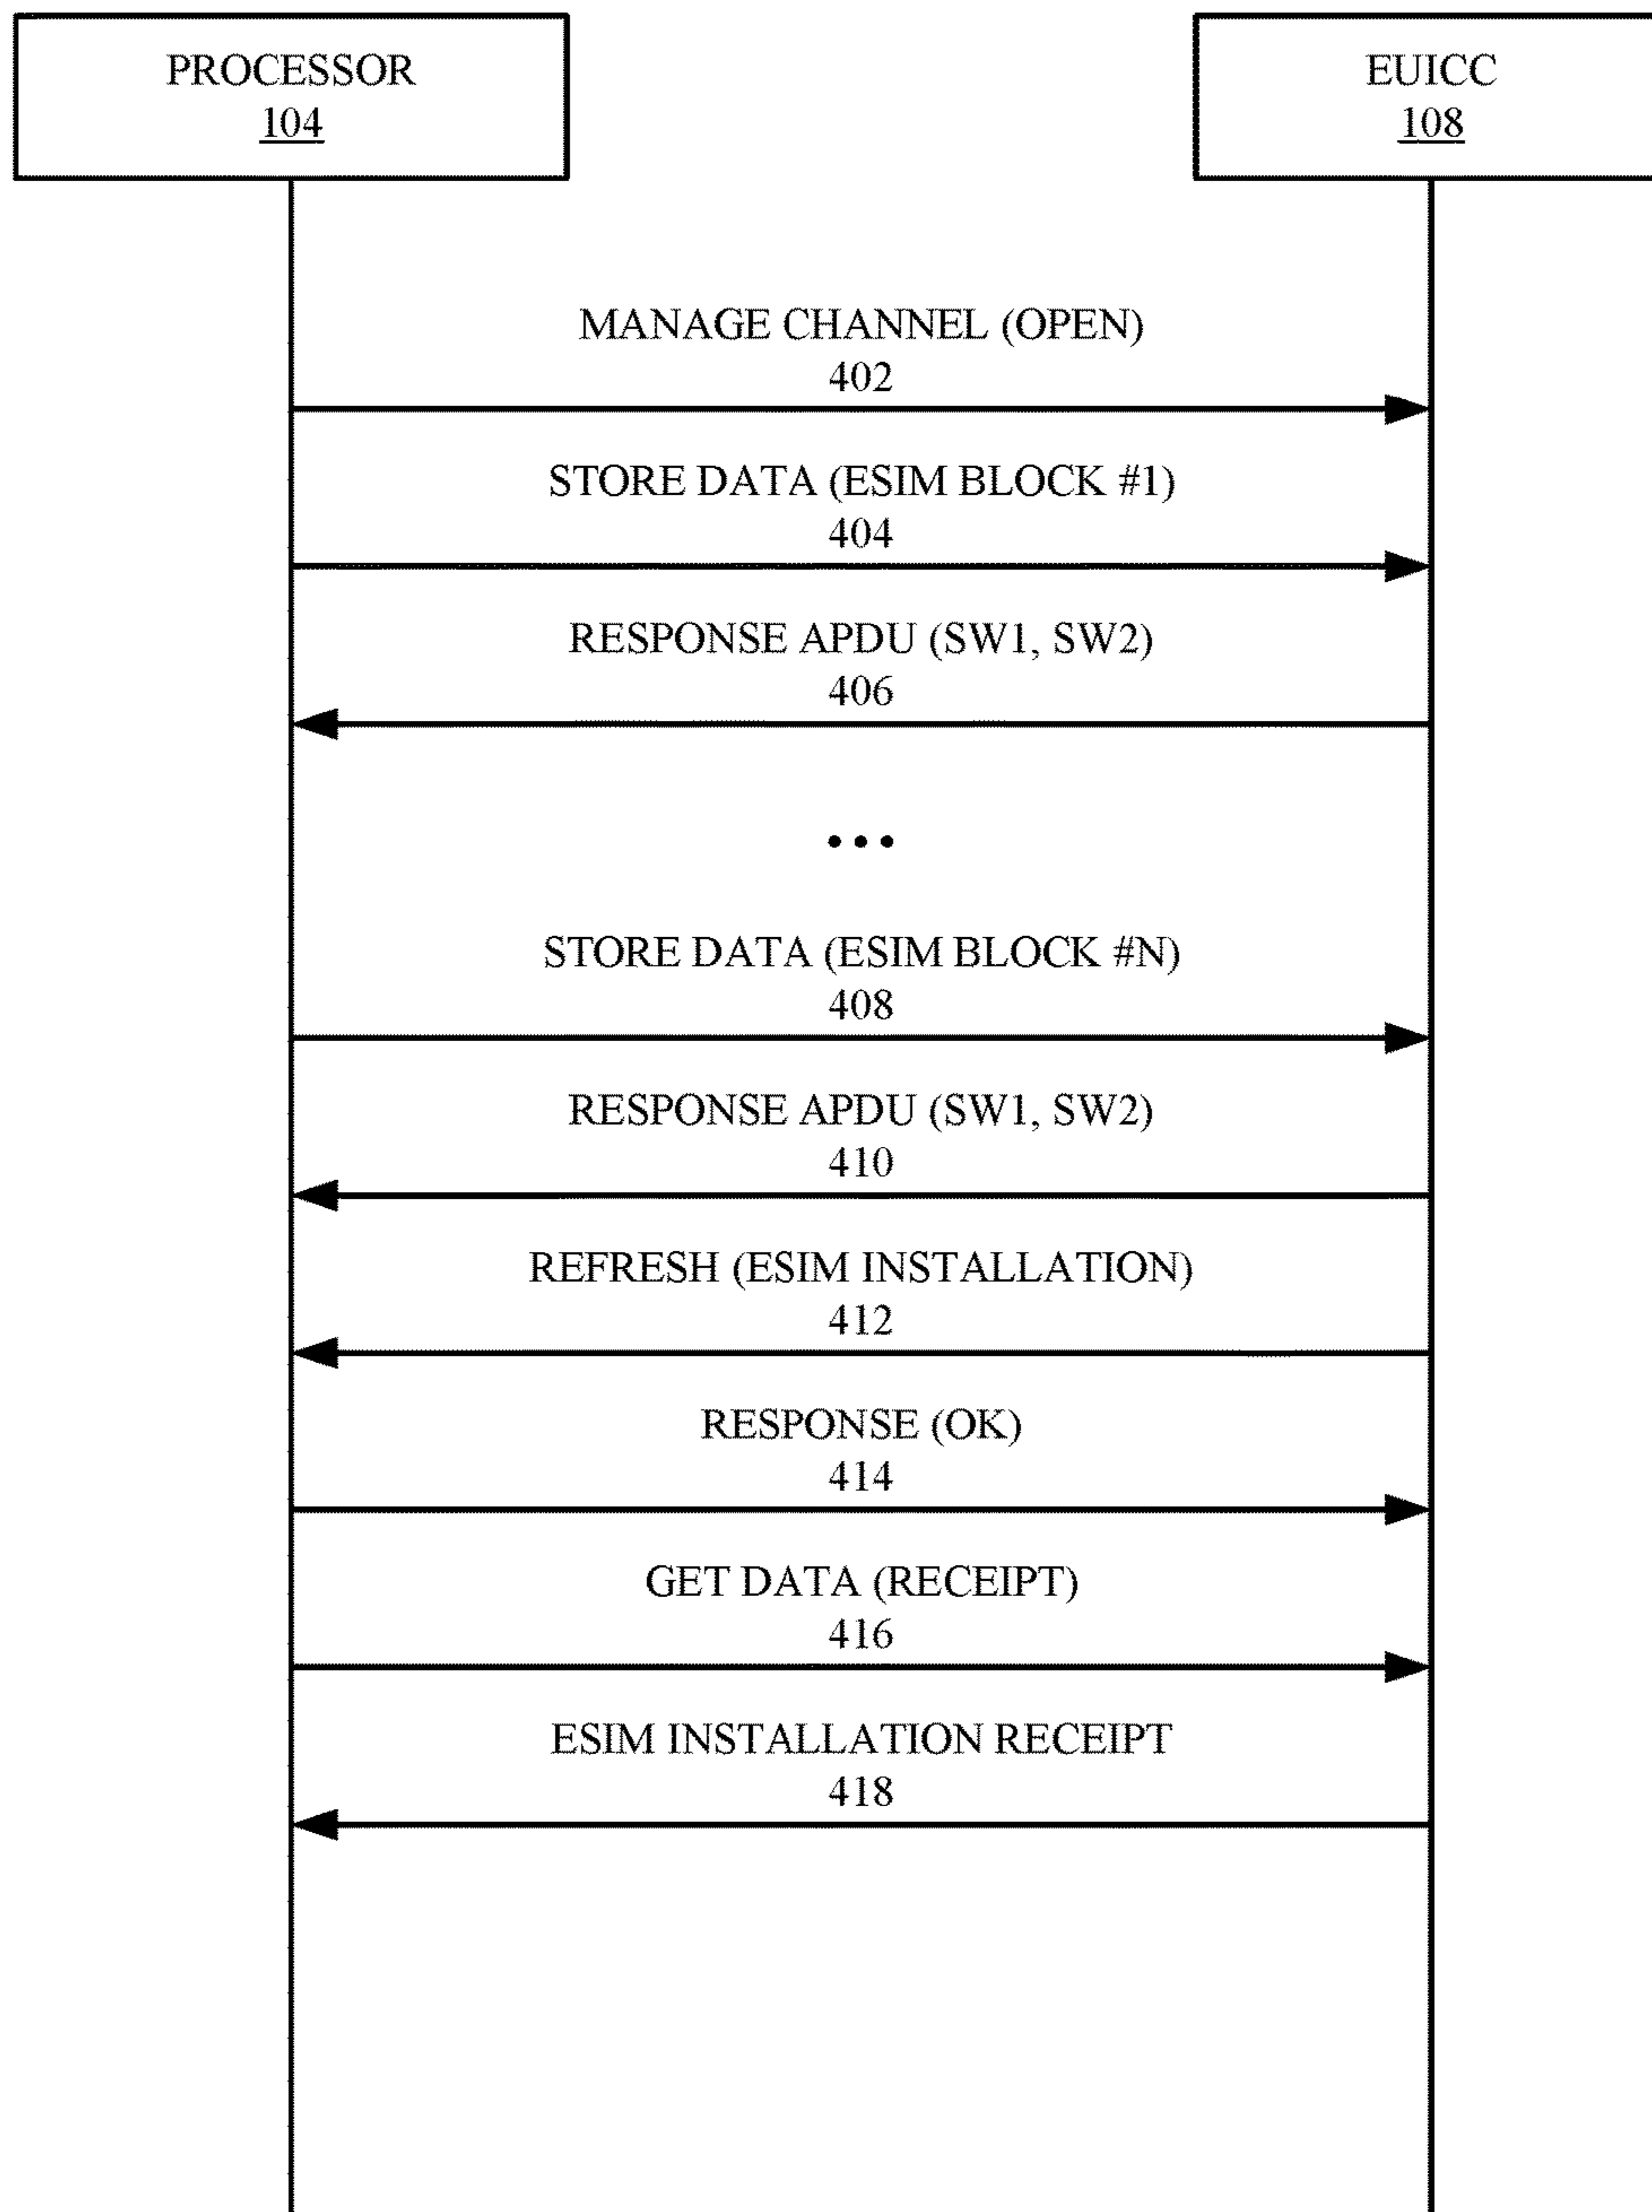 PROCESSOR
104
EUICC
108
MANAGE CHANNEL (OPEN)
402
STORE DATA (ESIM BLOCK #1)
404
RESPONSE APDU (SW1, SW2)
406
...
STORE DATA (ESIM BLOCK #N)
408
RESPONSE APDU (SW1, SW2)
410
REFRESH (ESIM INSTALLATION)
412
RESPONSE (OK)
414
GET DATA (RECEIPT)
416
ESIM INSTALLATION RECEIPT
418